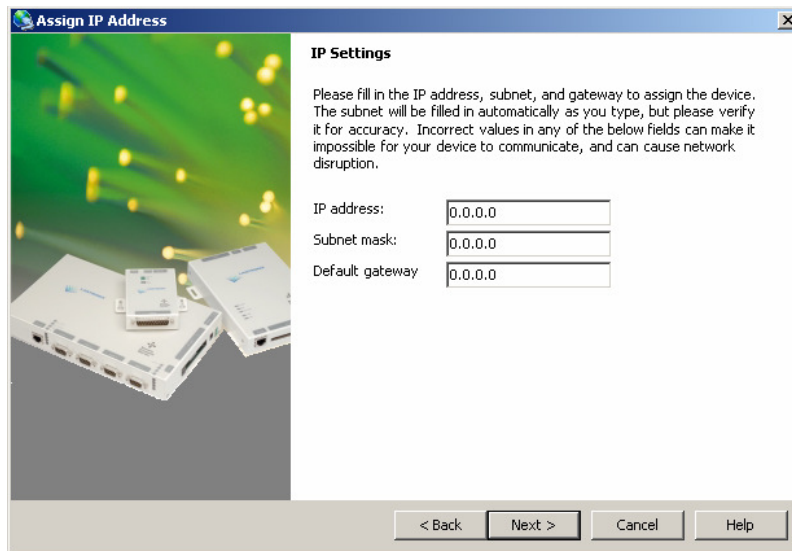 Assign IP Address
IP Settings
Please fill in the IP address, subnet, and gateway to assign the device.
The subnet will be filled in automatically as you type, but please verify
it for accuracy. Incorrect values in any of the below fields can make it
impossible for your device to communicate, and can cause network
disruption.
IP address: 0.0.0.0
Subnet mask: 0.0.0.0
Default gateway 0.0.0.0
< Back Next > Cancel Help